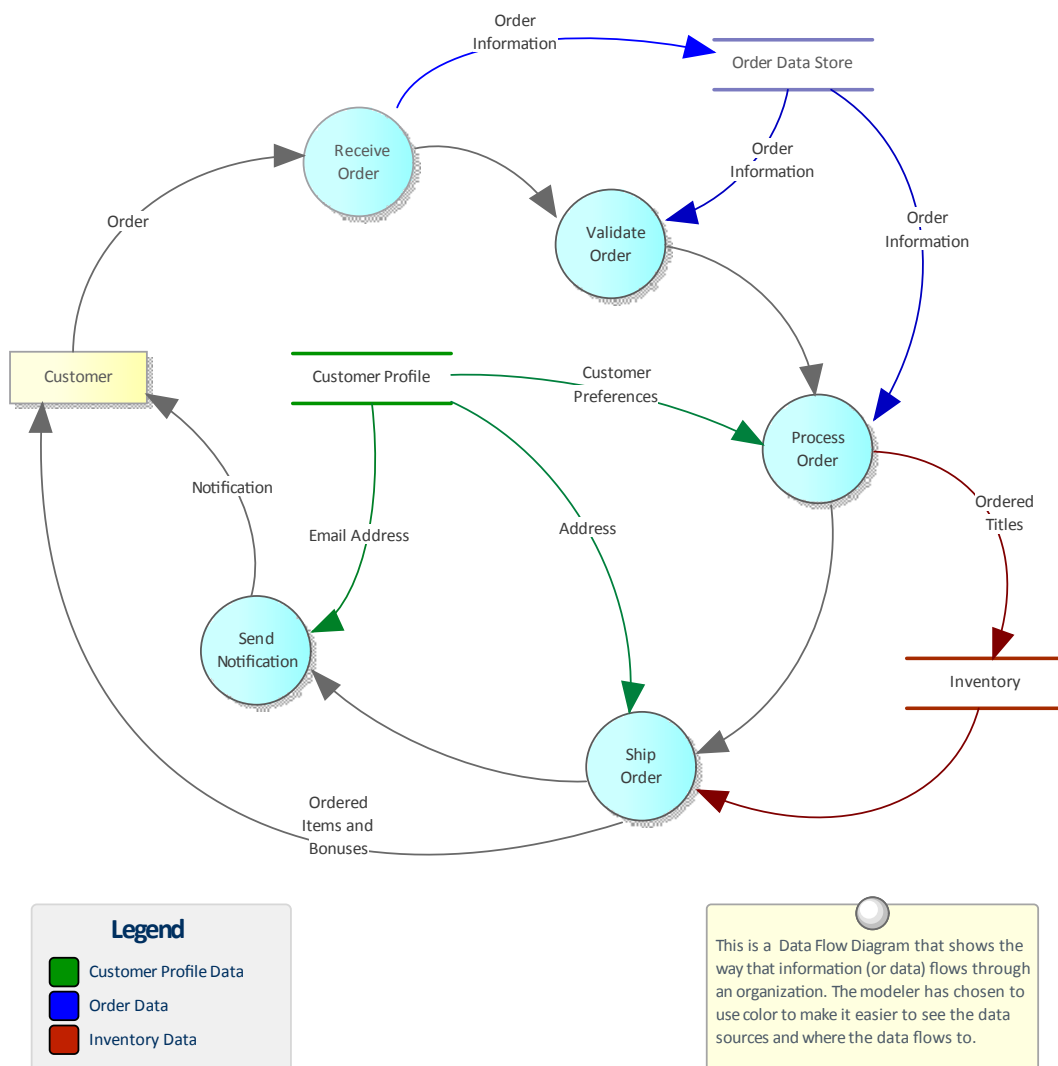 Order
Information
Order Data Store
Receive
Order
Order
Information
Order
Validate
Order
Order
Information
Customer
Customer Profile
Customer
Preferences
Process
Order
Notification
Email Address
Address
Ordered
Titles
Send
Notification
Inventory
Ship
Order
Ordered
Items and
Bonuses
Legend
Customer Profile Data
Order Data
Inventory Data
This is a  Data Flow Diagram that shows the
way that information (or data) flows through
an organization. The modeler has chosen to
use color to make it easier to see the data
sources and where the data flows to.